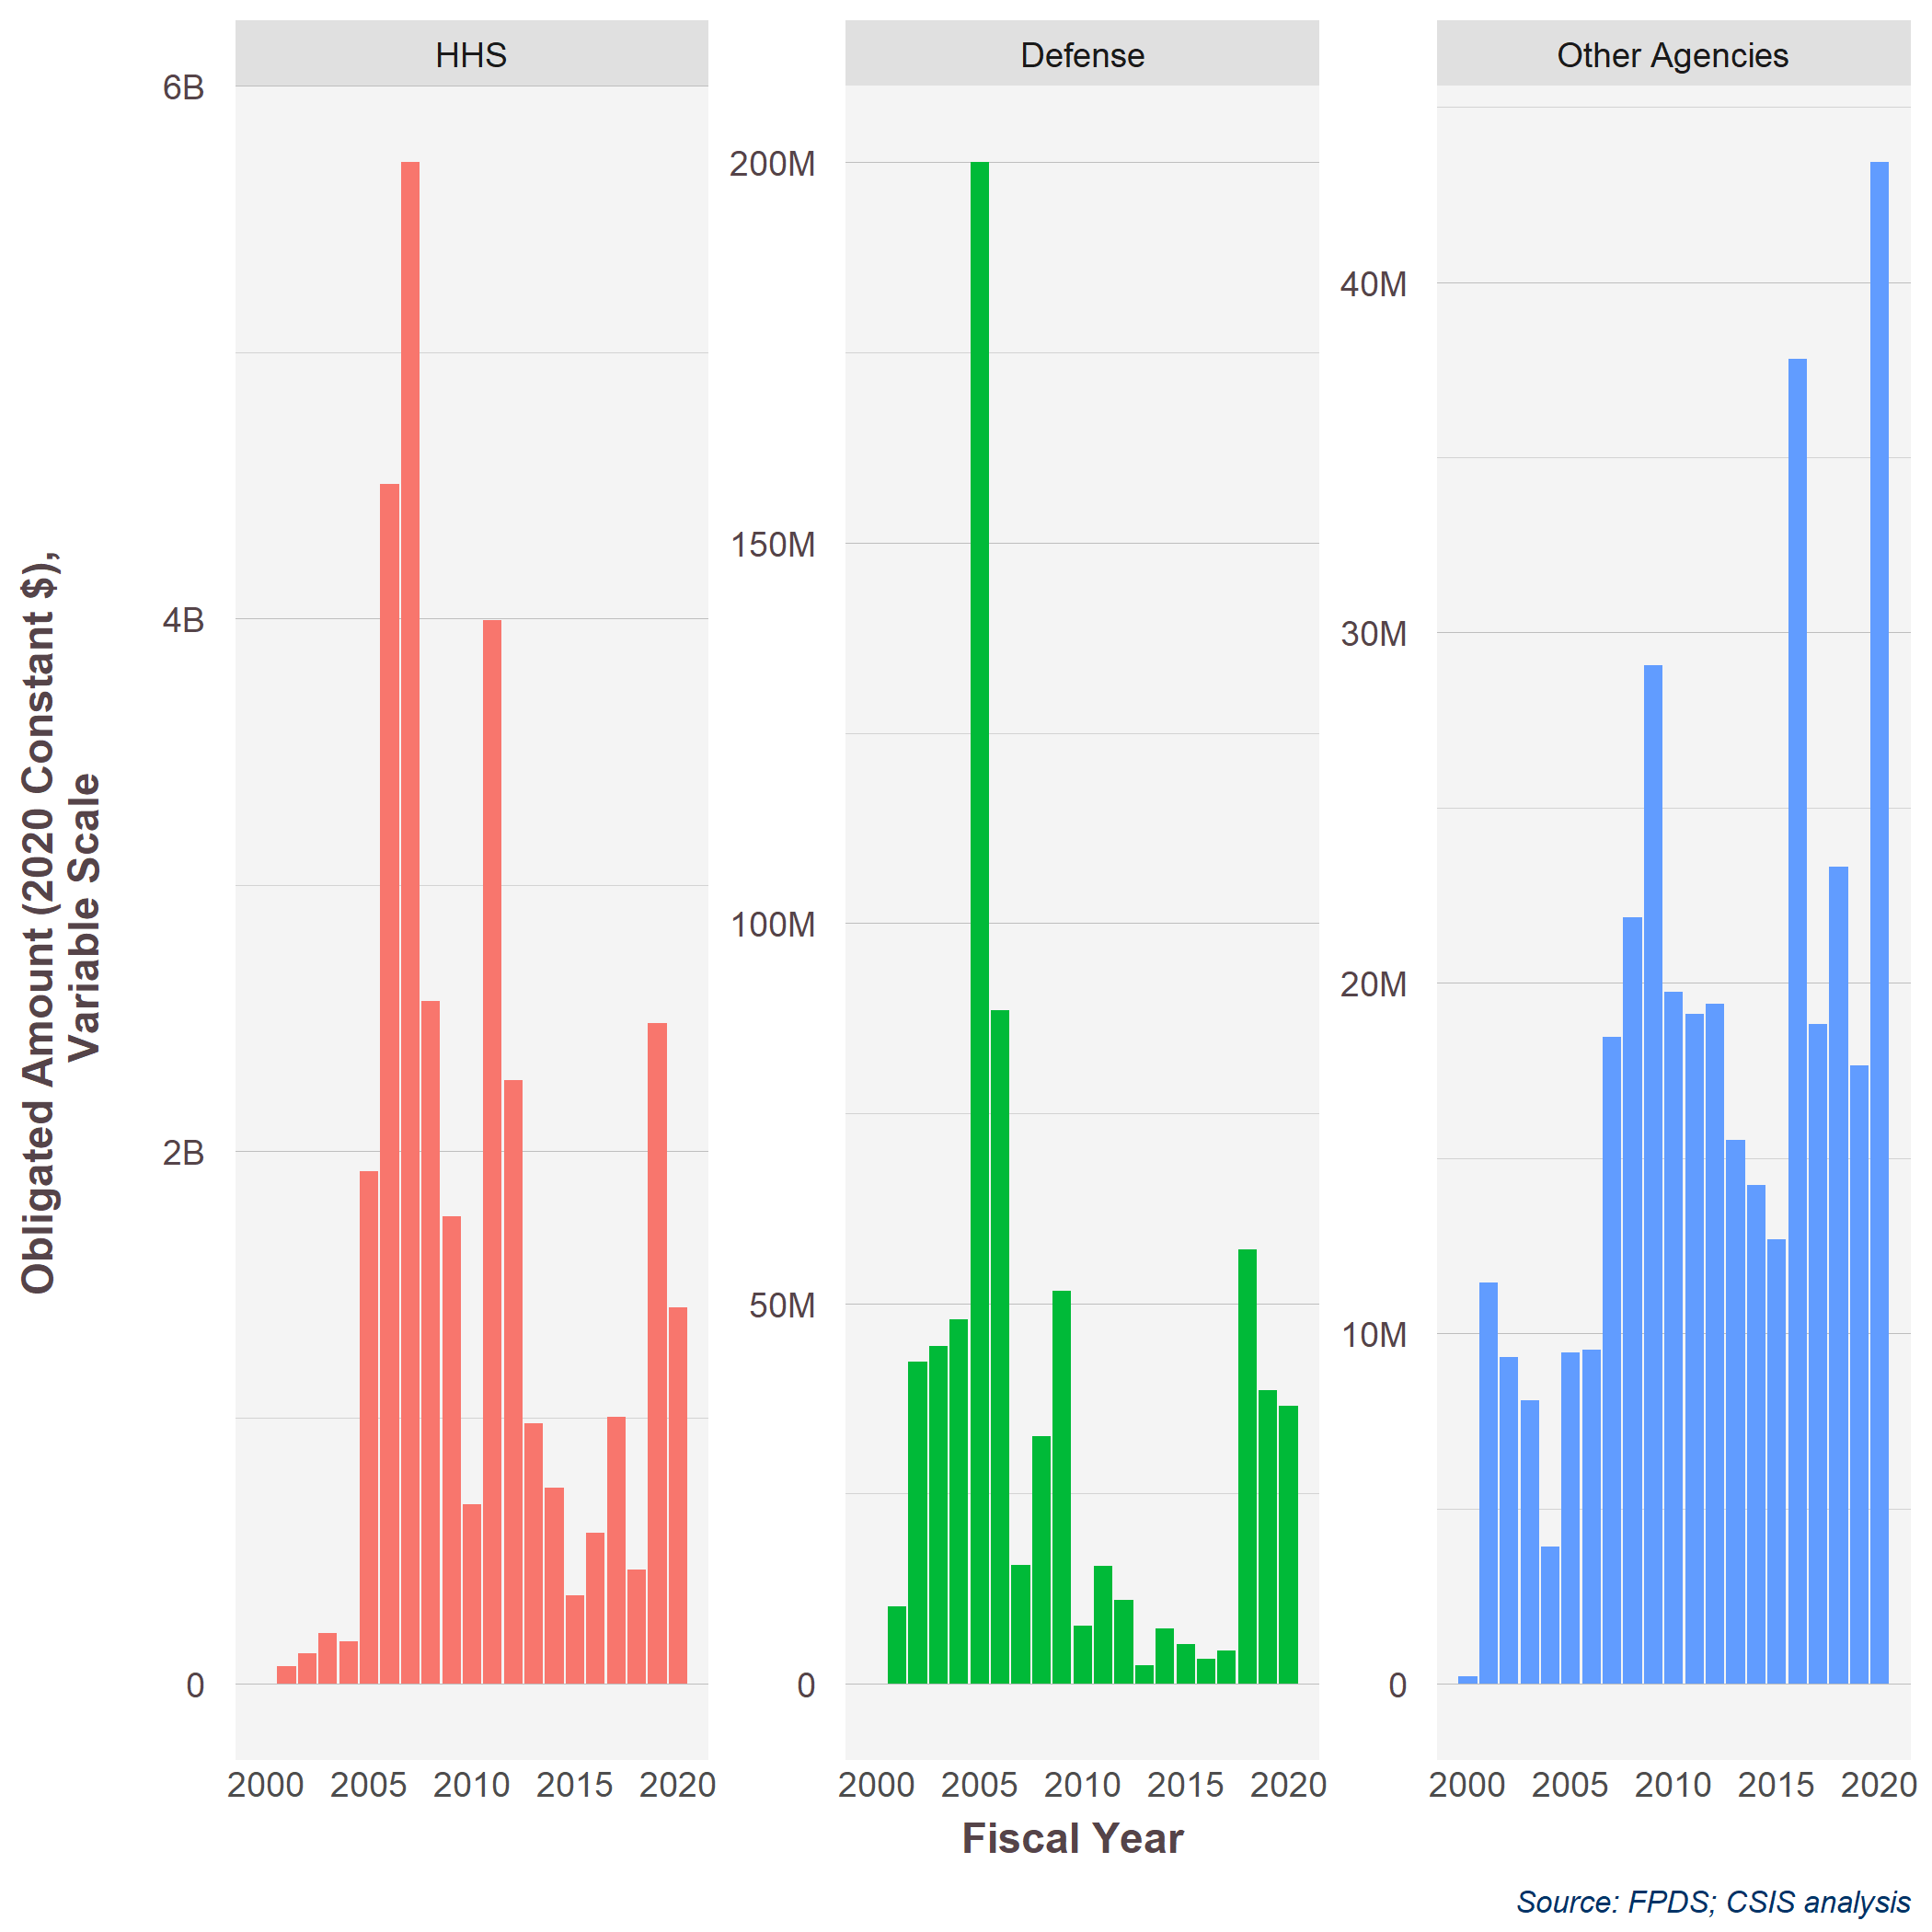 HHS
Defense
Other Agencies
Obligated Amount (2020 Constant $),
Variable Scale
6B
4B
2B
0
200M
150M
100M
50M
0
40M
30M
20M
10M
0
2000 2005 2010 2015 2020
2000 2005 2010 2015 2020
2000 2005 2010 2015 2020
Fiscal Year
Source: FPDS; CSIS analysis